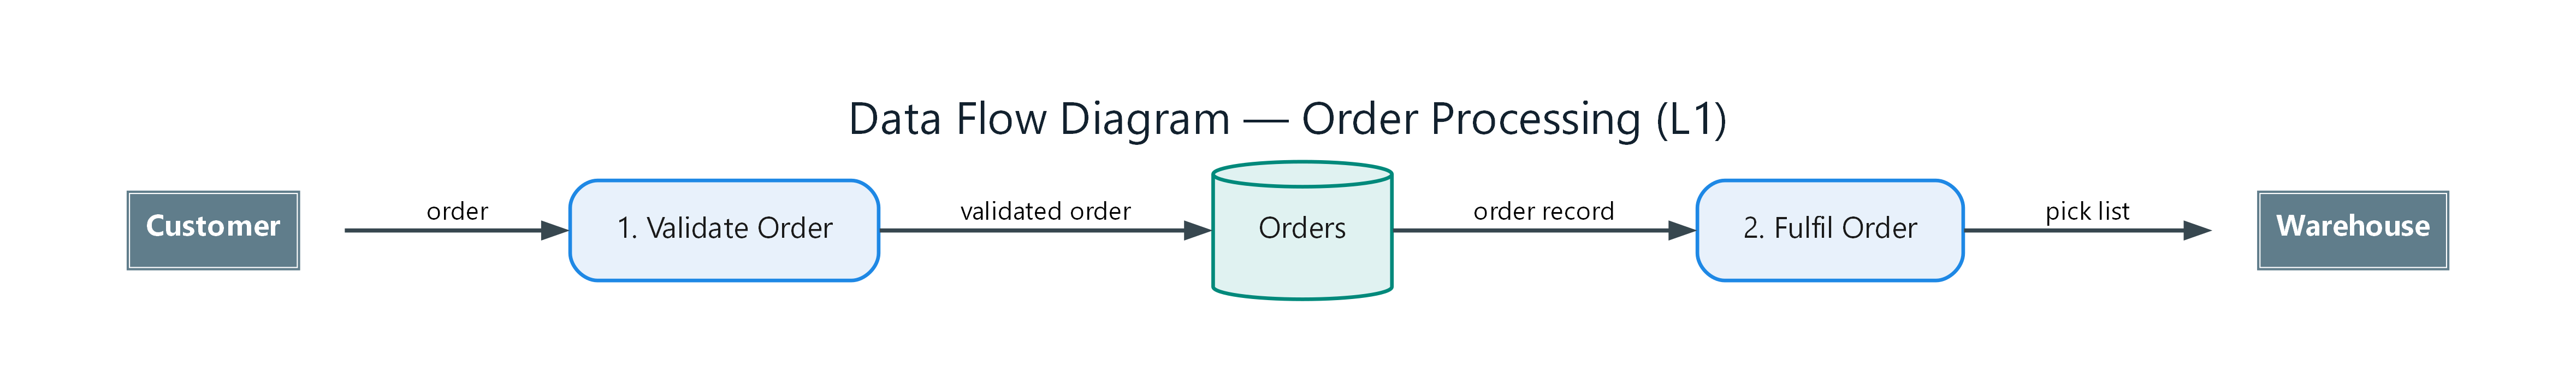 Data Flow Diagram — Order Processing (L1)
Customer
order
1. Validate Order
validated order
Orders
order record
2. Fulfil Order
pick list
Warehouse